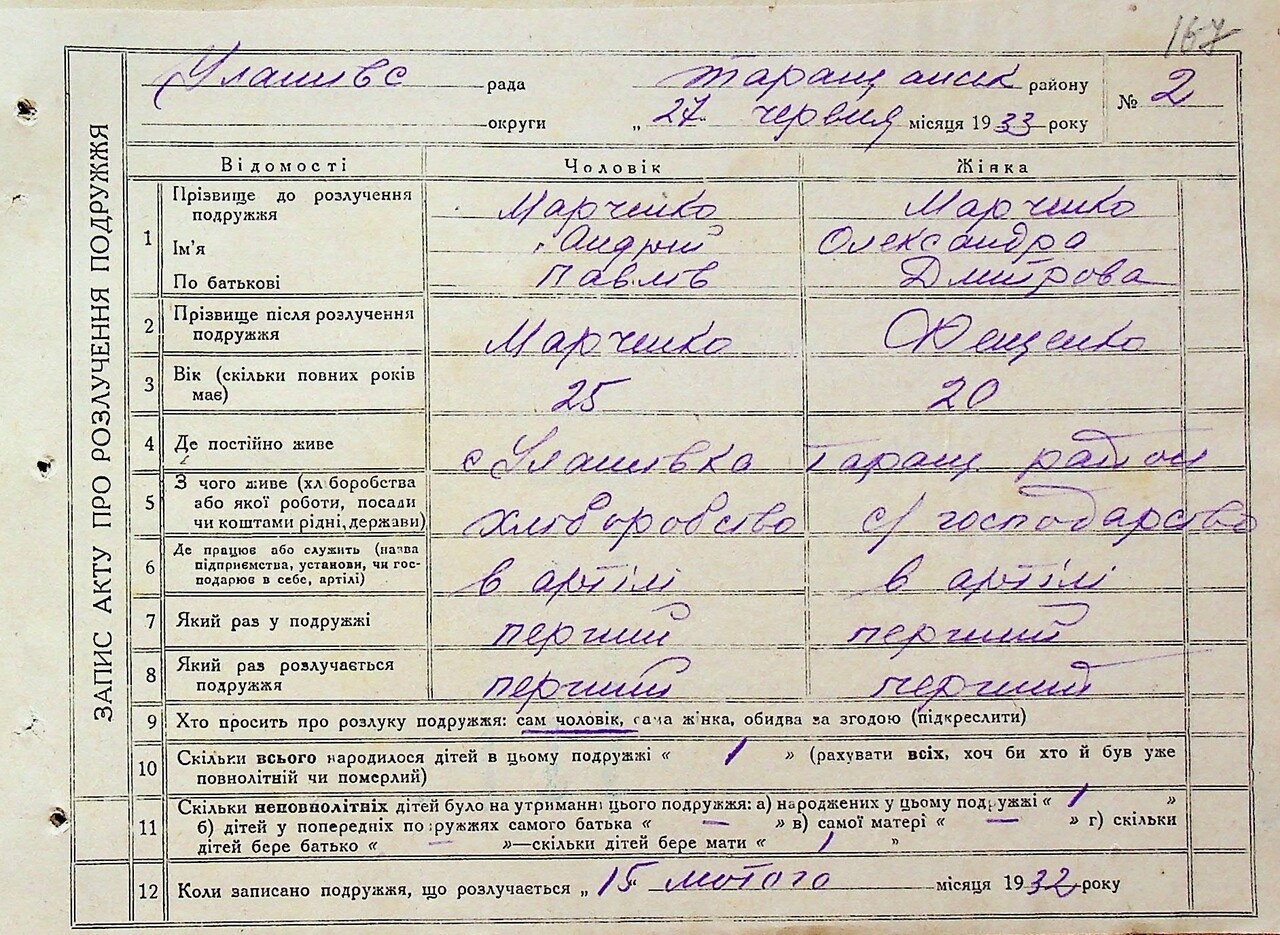 167
ЗАПИС АКТУ ПРО РОЗЛУЧЕННЯ ПОДРУЖЖЯ
Улашивс рада Таращанськ району № 2
округи „ 27 червня місяця 1933 року
Відомості Чоловік Жінка
1 Прізвище до розлучення подружжя Марченко Марченко
Ім'я Андрій Олександра
По батькові Павлів Дмитрова
2 Прізвище після розлучення подружжя Марченко Ющенко
3 Вік (скільки повних років має) 25 20
4 Де постійно живе с Улашівка Таращ район
5 З чого живе (хліборобства або якої роботи, посади чи коштами рідні, держави) хліборобство с/господарство
6 Де працює або служить (назва підприємства, установи, чи господарює в себе, артілі) в артілі в артілі
7 Який раз у подружжі перший перший
8 Який раз розлучається подружжя перший перший
9 Хто просить про розлуку подружжя: сам чоловік, сама жінка, обидва за згодою (підкреслити)
10 Скільки всього народилося дітей в цьому подружжі « 1 » (рахувати всіх, хоч би хто й був уже
повнолітній чи померлий)
11 Скільки неповнолітніх дітей було на утриманні цього подружжя: а) народжених у цьому подружжі « 1 »
б) дітей у попередніх подружжях самого батька « — » в) самої матері « — » г) скільки
дітей бере батько « — »—скільки дітей бере мати « 1 »
12 Коли записано подружжя, що розлучається „ 15 “ лютого місяця 1932 року